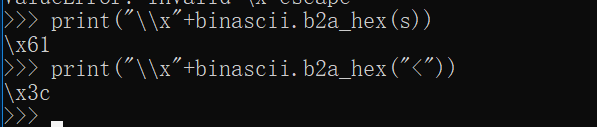 ValueError: invalid \x escape
>>> print("\\x"+binascii.b2a_hex(s))
\x61
>>> print("\\x"+binascii.b2a_hex("<"))
\x3c
>>>